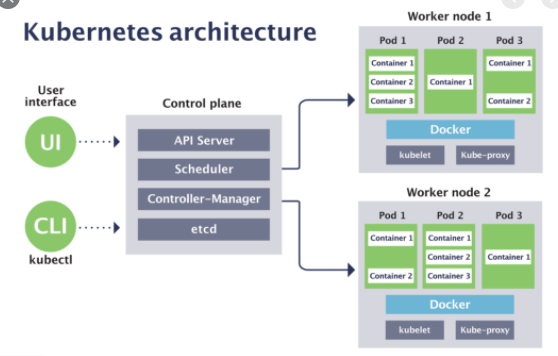 Kubernetes architecture
User
interface
UI
CLI
kubectl
Control plane
API Server
Scheduler
Controller-Manager
etcd
Worker node 1
Pod 1
Pod 2
Pod 3
Container 1
Container 2
Container 3
Container 1
Container 1
Container 2
Docker
kubelet
Kube-proxy
Worker node 2
Pod 1
Pod 2
Pod 3
Container 1
Container 2
Container 1
Container 2
Container 3
Container 1
Docker
kubelet
Kube-proxy